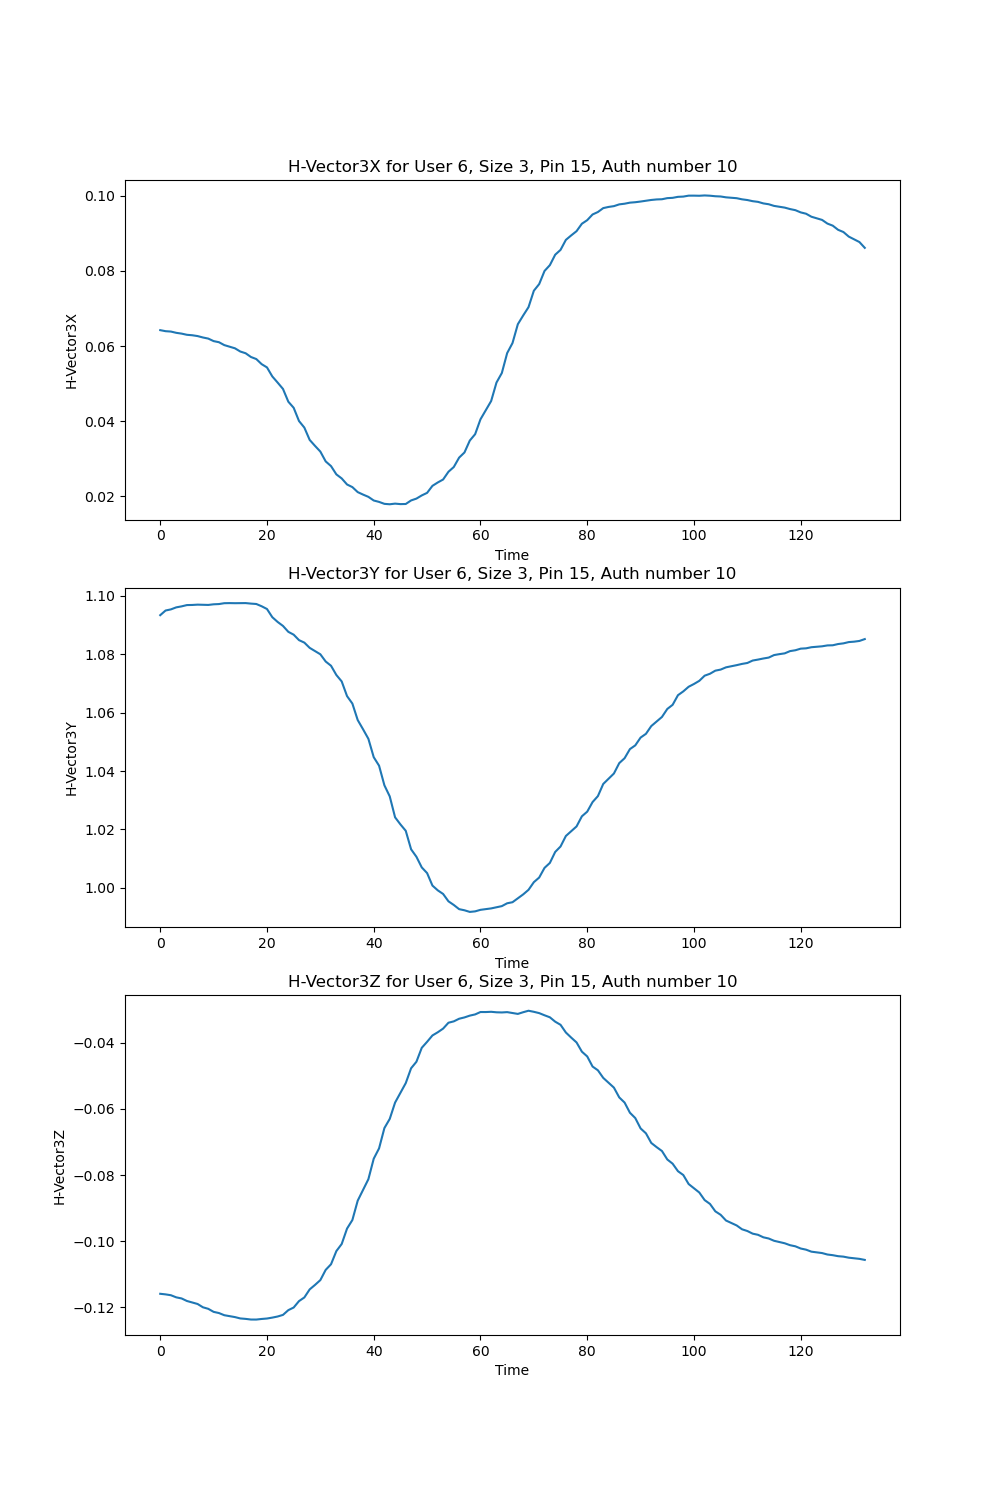 H-Vector3X for User 6, Size 3, Pin 15, Auth number 10
0.10
0.08
0.06
0.04
0.02
H-Vector3X
0 20 40 60 80 100 120
Time
H-Vector3Y for User 6, Size 3, Pin 15, Auth number 10
1.10
1.08
1.06
1.04
1.02
1.00
H-Vector3Y
0 20 40 60 80 100 120
Time
H-Vector3Z for User 6, Size 3, Pin 15, Auth number 10
−0.04
−0.06
−0.08
−0.10
−0.12
H-Vector3Z
0 20 40 60 80 100 120
Time